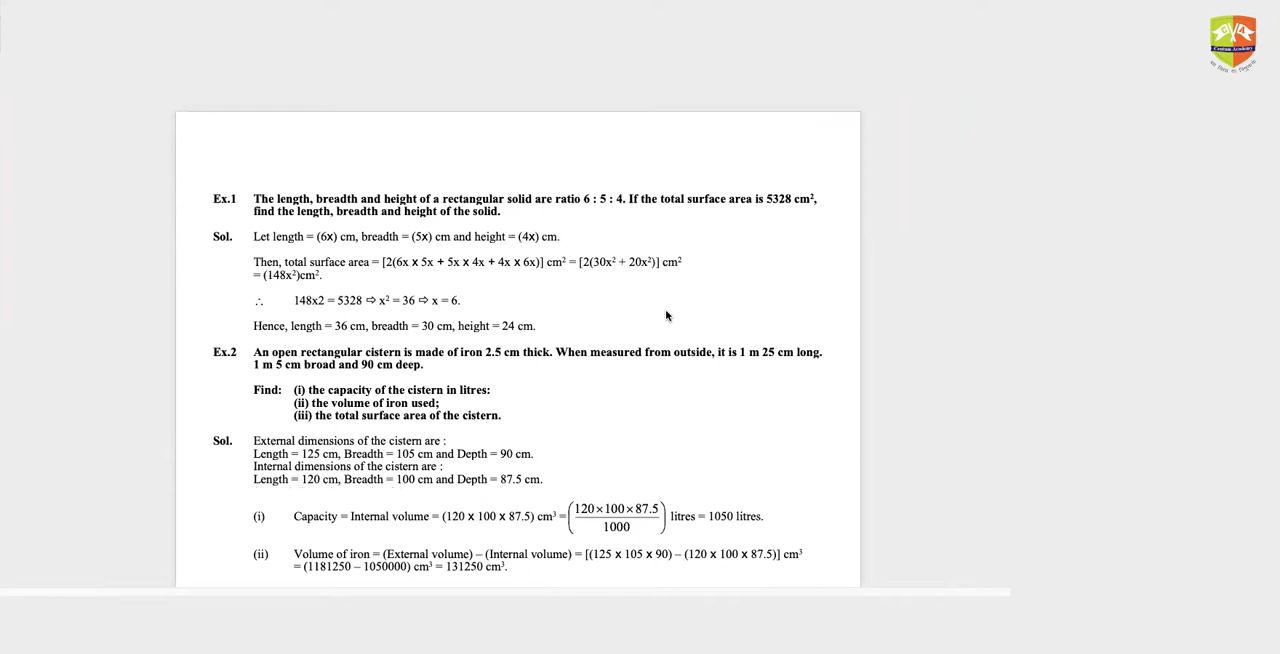 Centum Academy
Ex.1 The length, breadth and height of a rectangular solid are ratio 6 : 5 : 4. If the total surface area is 5328 cm²,
find the length, breadth and height of the solid.
Sol. Let length = (6x) cm, breadth = (5x) cm and height = (4x) cm.
Then, total surface area = [2(6x x 5x + 5x x 4x + 4x x 6x)] cm² = [2(30x² + 20x²)] cm²
= (148x²)cm².
∴ 148x2 = 5328 ⇨ x² = 36 ⇨ x = 6.
Hence, length = 36 cm, breadth = 30 cm, height = 24 cm.
Ex.2 An open rectangular cistern is made of iron 2.5 cm thick. When measured from outside, it is 1 m 25 cm long.
1 m 5 cm broad and 90 cm deep.
Find: (i) the capacity of the cistern in litres:
(ii) the volume of iron used;
(iii) the total surface area of the cistern.
Sol. External dimensions of the cistern are :
Length = 125 cm, Breadth = 105 cm and Depth = 90 cm.
Internal dimensions of the cistern are :
Length = 120 cm, Breadth = 100 cm and Depth = 87.5 cm.
(i) Capacity = Internal volume = (120 x 100 x 87.5) cm³ = (120×100×87.5 / 1000) litres = 1050 litres.
(ii) Volume of iron = (External volume) – (Internal volume) = [(125 x 105 x 90) – (120 x 100 x 87.5)] cm³
= (1181250 – 1050000) cm³ = 131250 cm³.